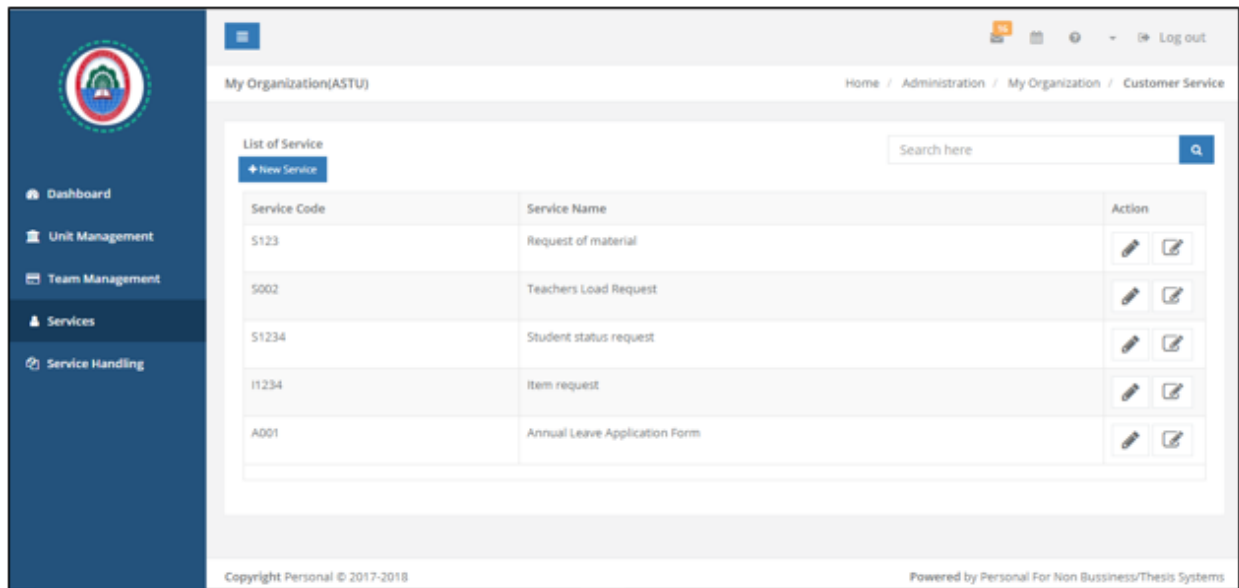 Log out
My Organization(ASTU)
Home / Administration / My Organization / Customer Service
List of Service
Search here
+ New Service
Dashboard
Unit Management
Team Management
Services
Service Handling
Service Code Service Name Action
S123 Request of material
S002 Teachers Load Request
S1234 Student status request
I1234 Item request
A001 Annual Leave Application Form
Copyright Personal © 2017-2018
Powered by Personal For Non Bussiness/Thesis Systems